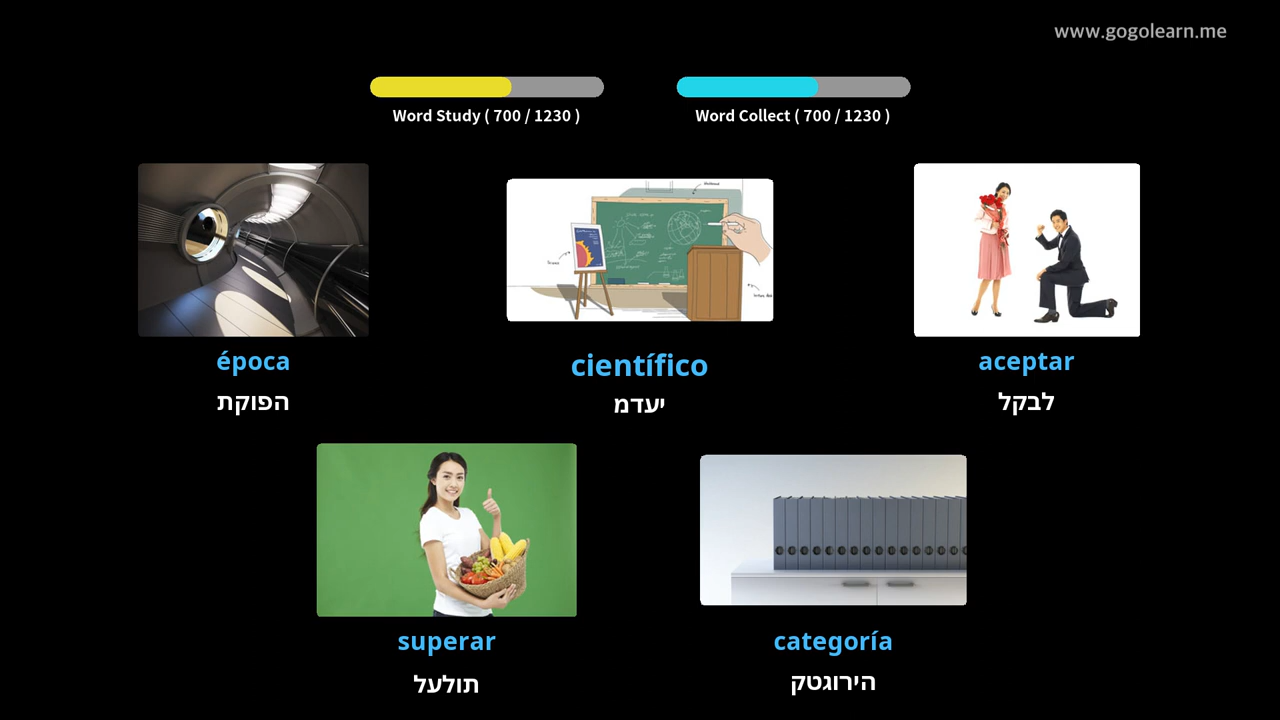 www.gogolearn.me
Word Study ( 700 / 1230 )
Word Collect ( 700 / 1230 )
época
הפוקת
científico
יעדמ
aceptar
לבקל
superar
תולעל
categoría
הירוגטק